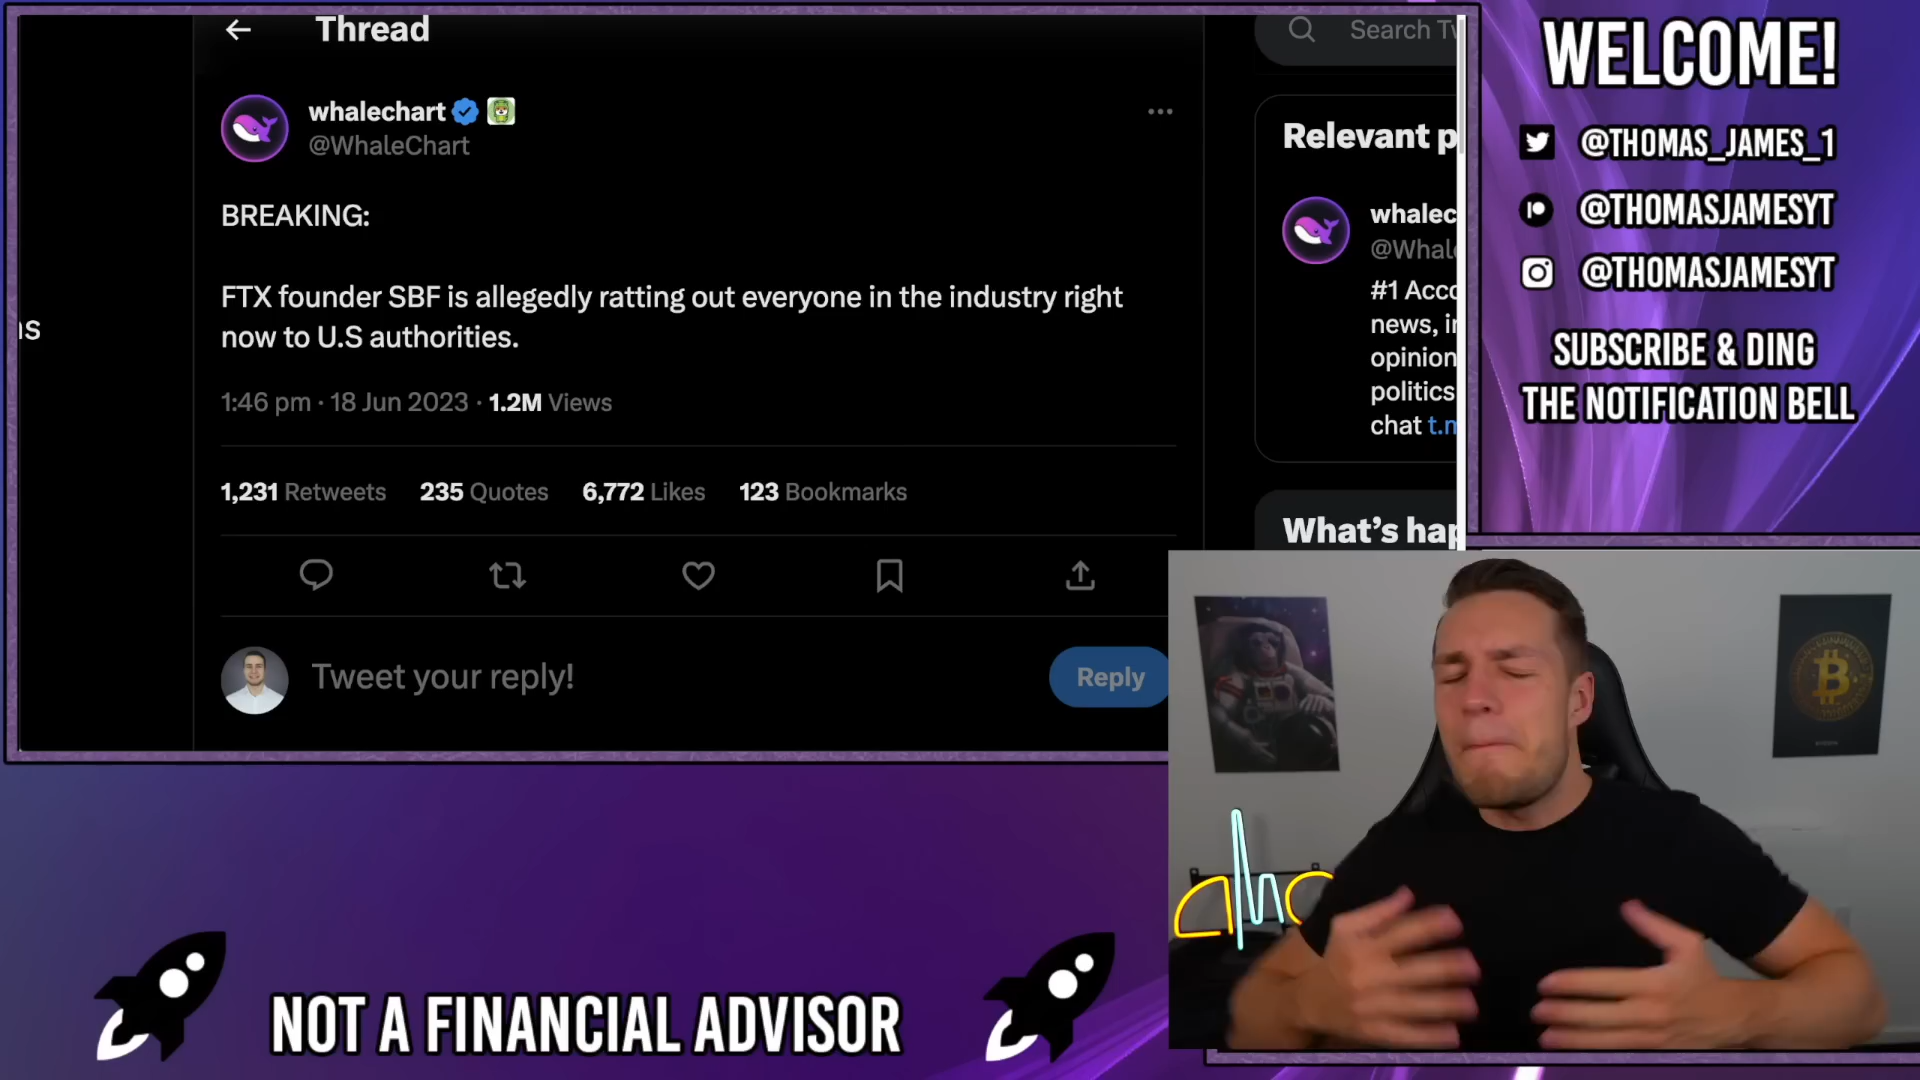 Thread
Search Tw
whalechart
@WhaleChart
BREAKING:
FTX founder SBF is allegedly ratting out everyone in the industry right
now to U.S authorities.
1:46 pm · 18 Jun 2023 · 1.2M Views
1,231 Retweets 235 Quotes 6,772 Likes 123 Bookmarks
Tweet your reply!
Reply
ns
Relevant p
whalec
@Whale
#1 Acco
news, in
opinion
politics
chat t.m
What's hap
WELCOME!
@THOMAS_JAMES_1
@THOMASJAMESYT
@THOMASJAMESYT
SUBSCRIBE & DING
THE NOTIFICATION BELL
NOT A FINANCIAL ADVISOR